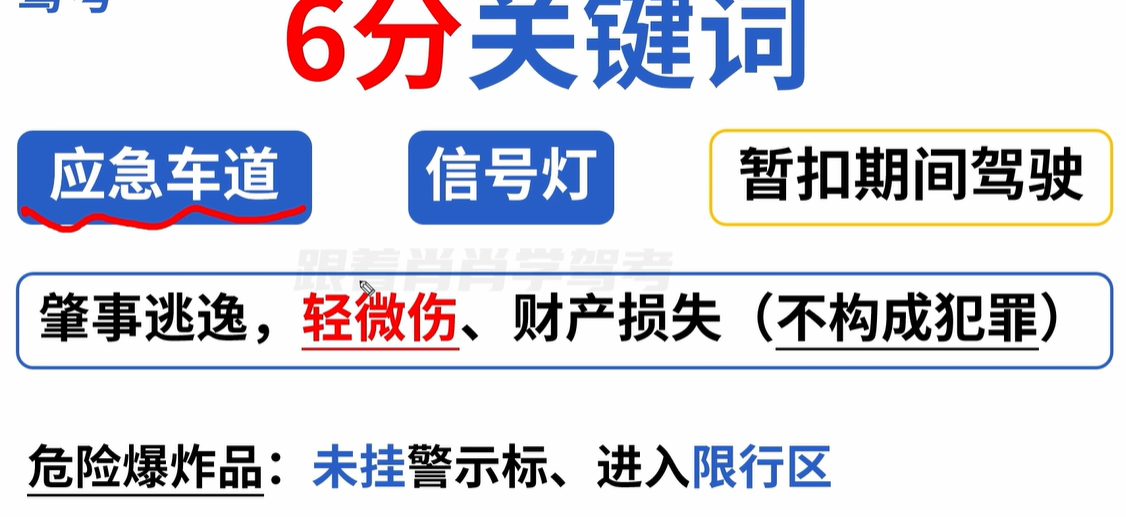 驾考
6分关键词
应急车道 信号灯 暂扣期间驾驶
跟着肖肖学驾考
肇事逃逸，轻微伤、财产损失（不构成犯罪）
危险爆炸品：未挂警示标、进入限行区